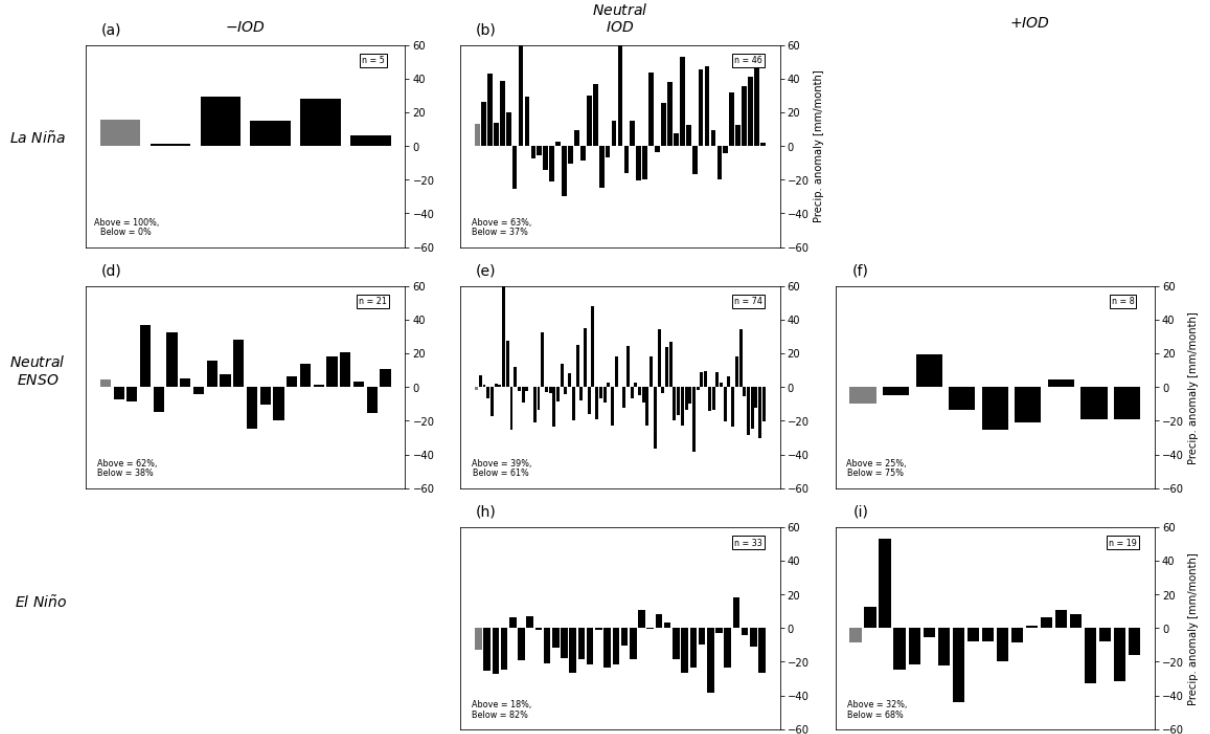 Neutral
−IOD
IOD
+IOD
(a)
(b)
n = 5
n = 46
60
40
20
0
−20
−40
−60
60
40
20
0
−20
−40
−60
Precip. anomaly [mm/month]
La Niña
Above = 100%,
Below = 0%
Above = 63%,
Below = 37%
(d)
(e)
(f)
n = 21
n = 74
n = 8
60
40
20
0
−20
−40
−60
60
40
20
0
−20
−40
−60
60
40
20
0
−20
−40
−60
Precip. anomaly [mm/month]
Neutral
ENSO
Above = 62%,
Below = 38%
Above = 39%,
Below = 61%
Above = 25%,
Below = 75%
(h)
(i)
n = 33
n = 19
60
40
20
0
−20
−40
−60
60
40
20
0
−20
−40
−60
Precip. anomaly [mm/month]
El Niño
Above = 18%,
Below = 82%
Above = 32%,
Below = 68%